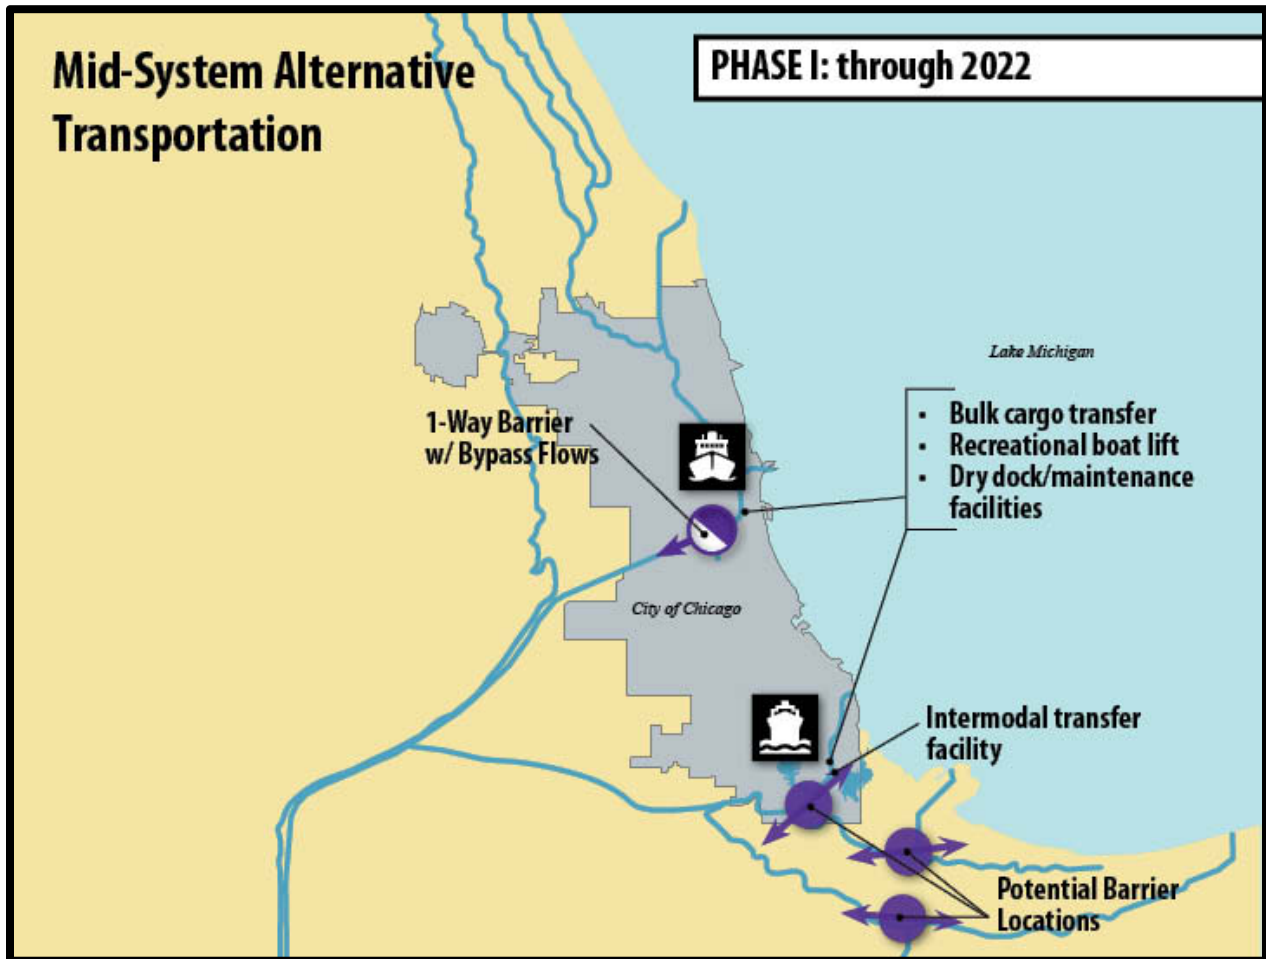 Mid-System Alternative
Transportation
PHASE I: through 2022
Lake Michigan
1-Way Barrier
w/ Bypass Flows
• Bulk cargo transfer
• Recreational boat lift
• Dry dock/maintenance
facilities
City of Chicago
Intermodal transfer
facility
Potential Barrier
Locations